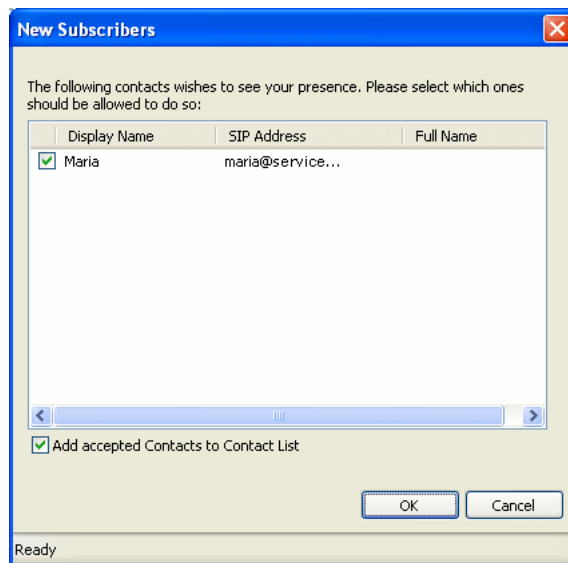 New Subscribers
The following contacts wishes to see your presence. Please select which ones
should be allowed to do so:
Display Name SIP Address Full Name
Maria maria@service...
Add accepted Contacts to Contact List
OK Cancel
Ready